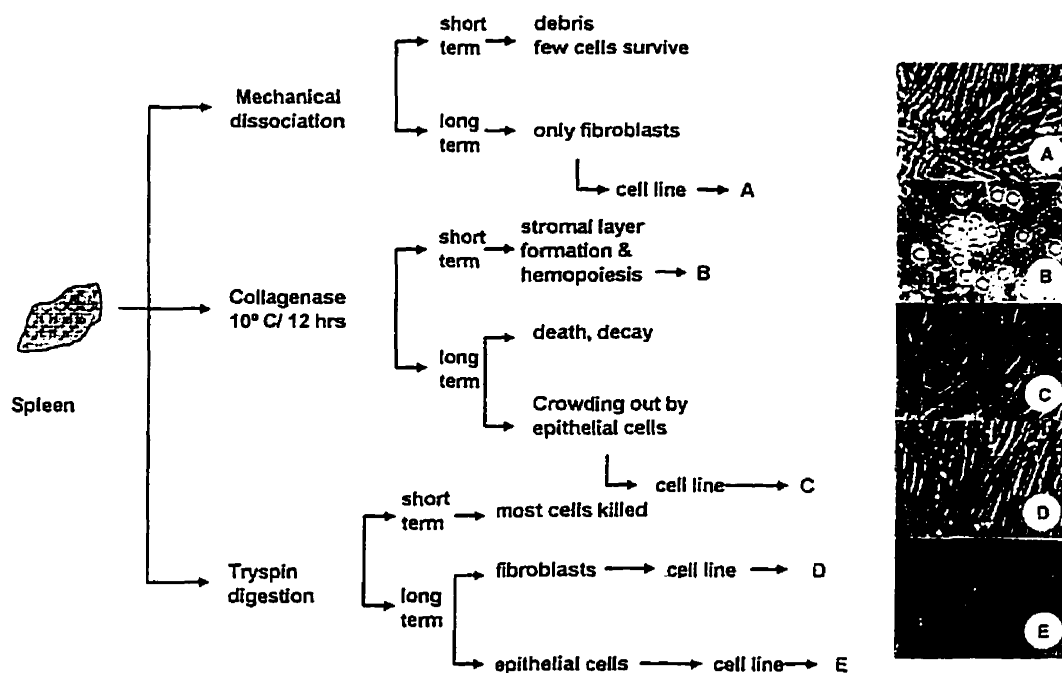 short
term
debris
few cells survive
Mechanical
dissociation
long
term
only fibroblasts
cell line
A
short
term
stromal layer
formation &
hemopoiesis
B
Collagenase
10º C/ 12 hrs
death, decay
long
term
Crowding out by
epithelial cells
cell line
C
Spleen
short
term
most cells killed
Tryspin
digestion
fibroblasts
cell line
D
long
term
epithelial cells
cell line
E
A
B
C
D
E